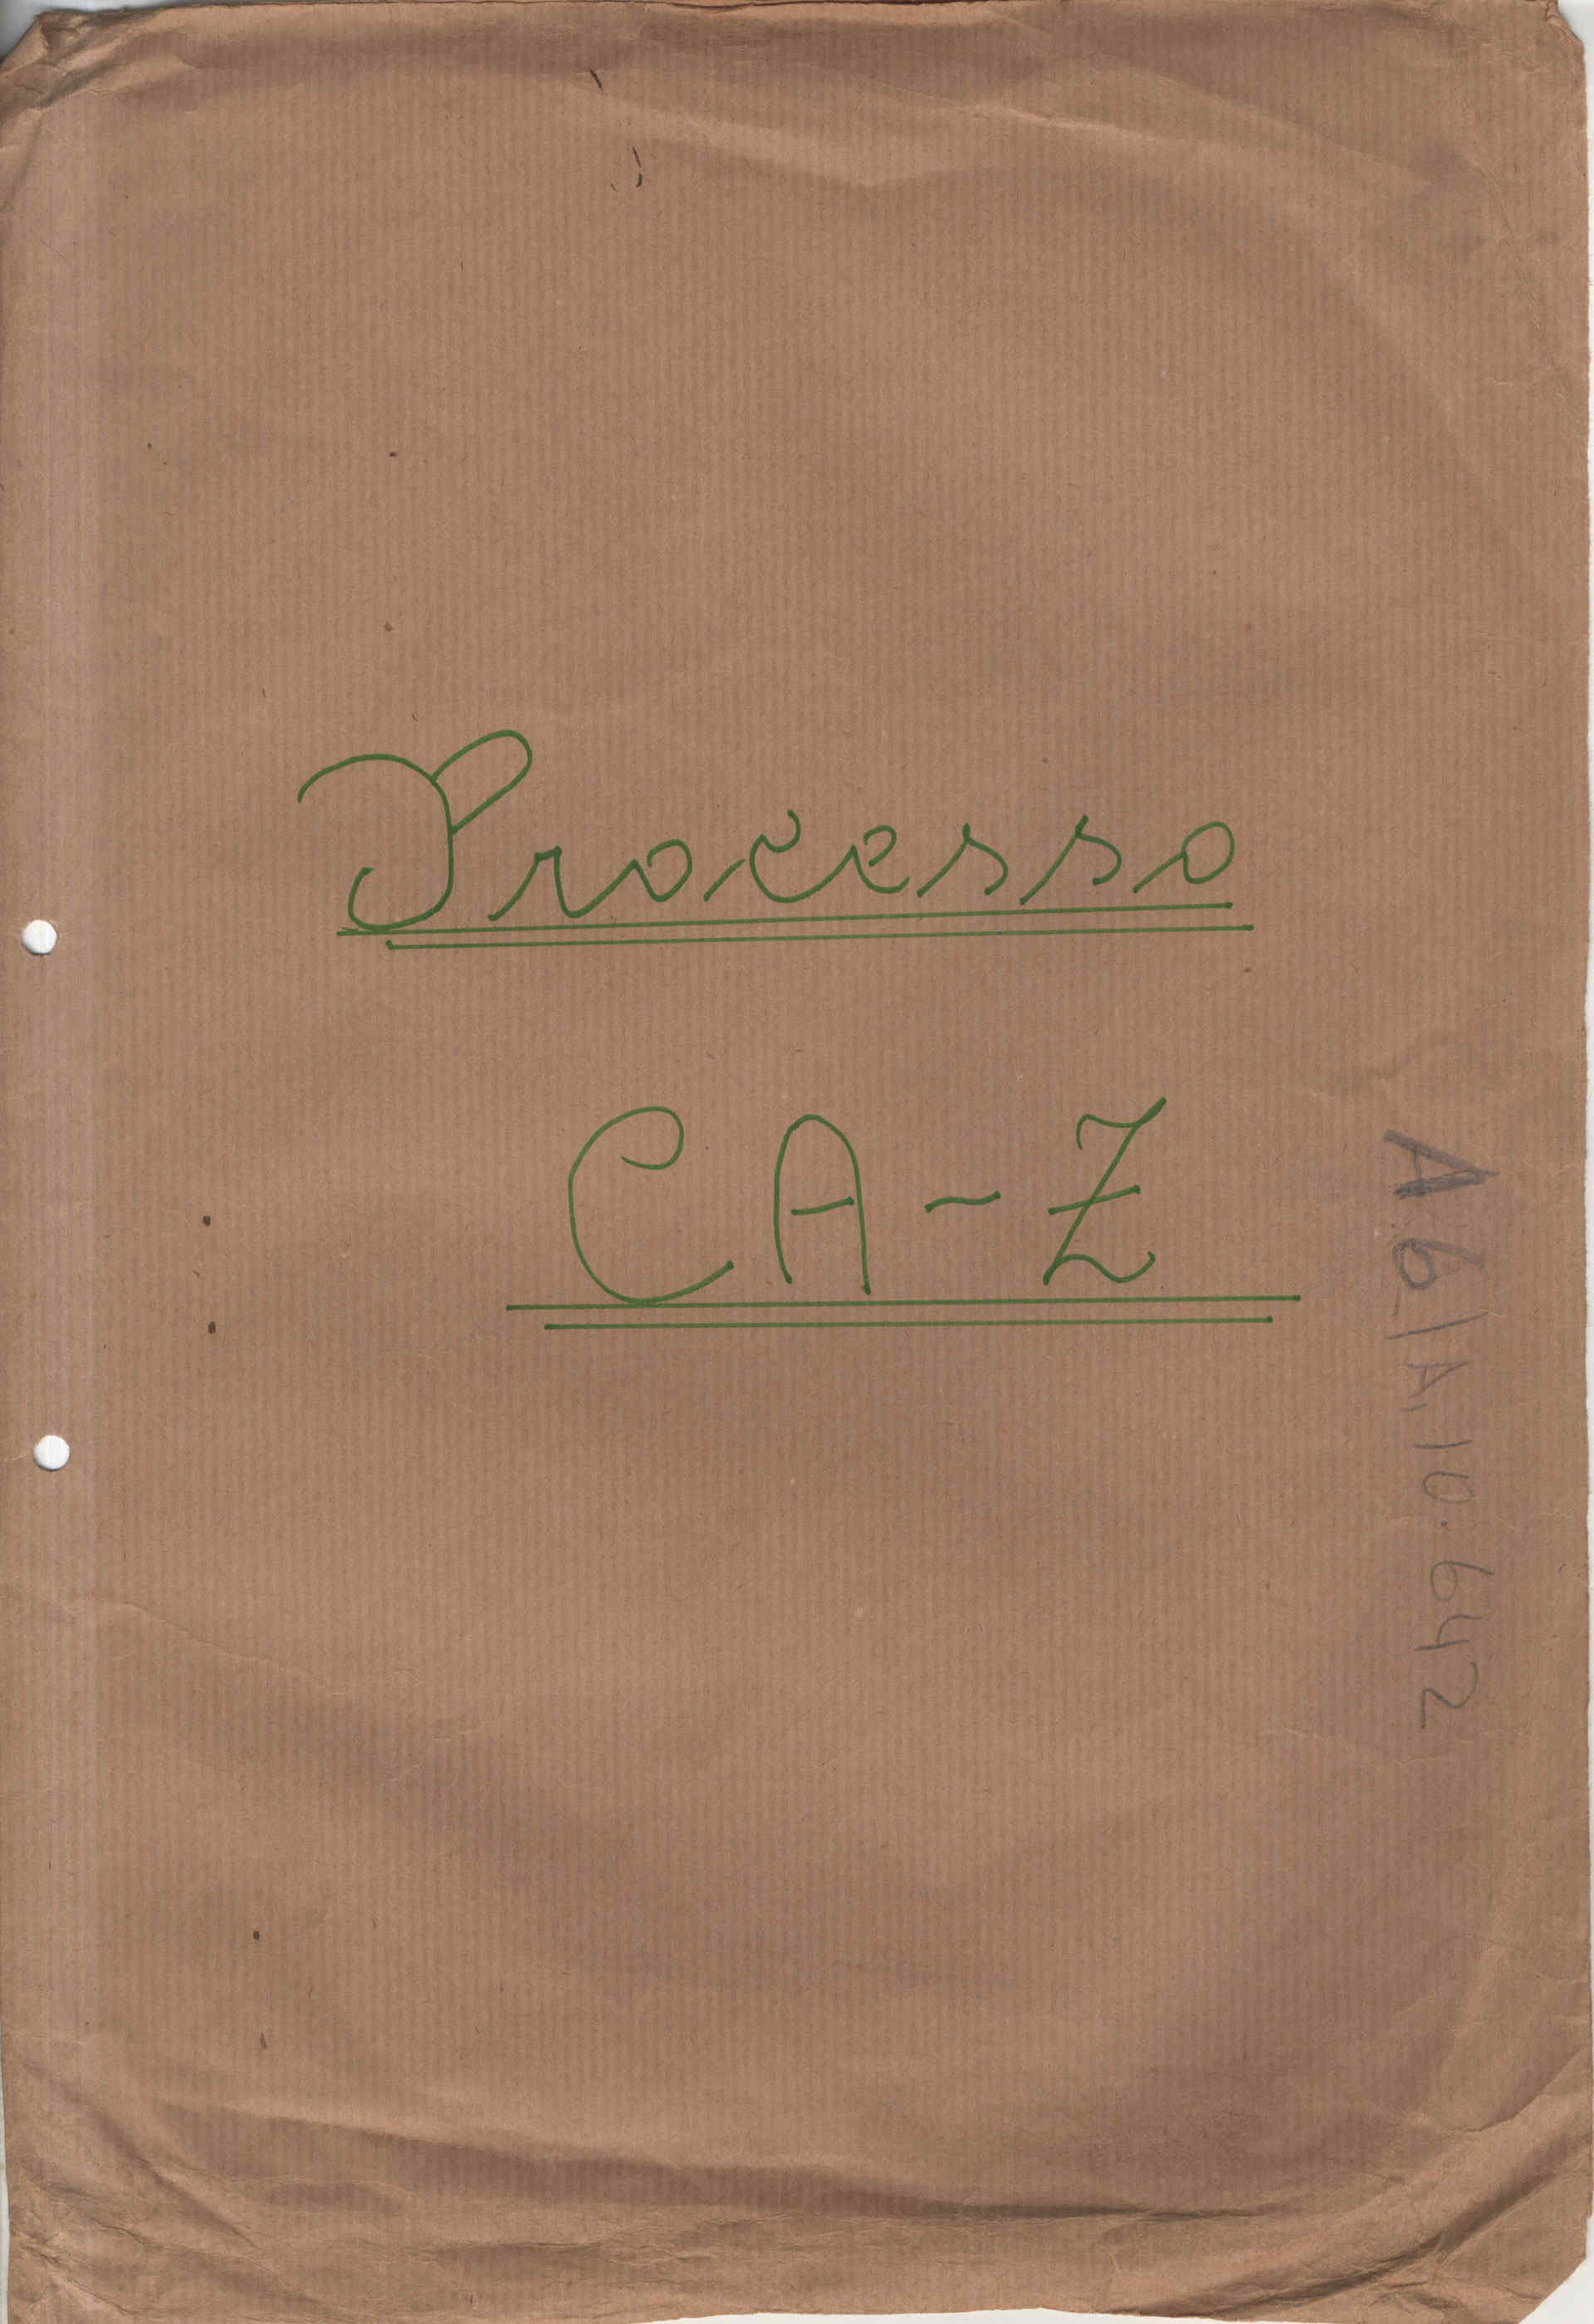 Processo
CA-Z
A6/A.10.642